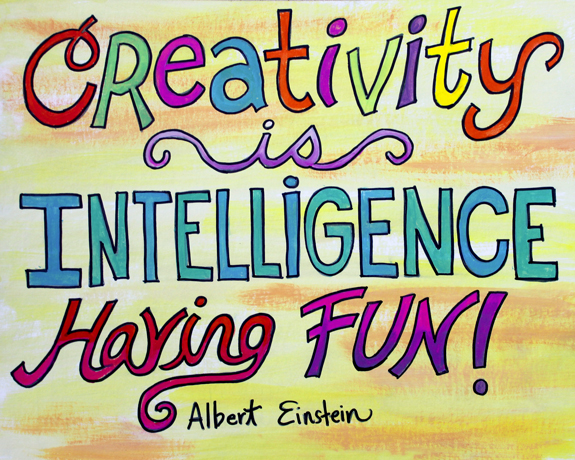 Creativity
is
INTELLIGENCE
Having FUN!
Albert Einstein